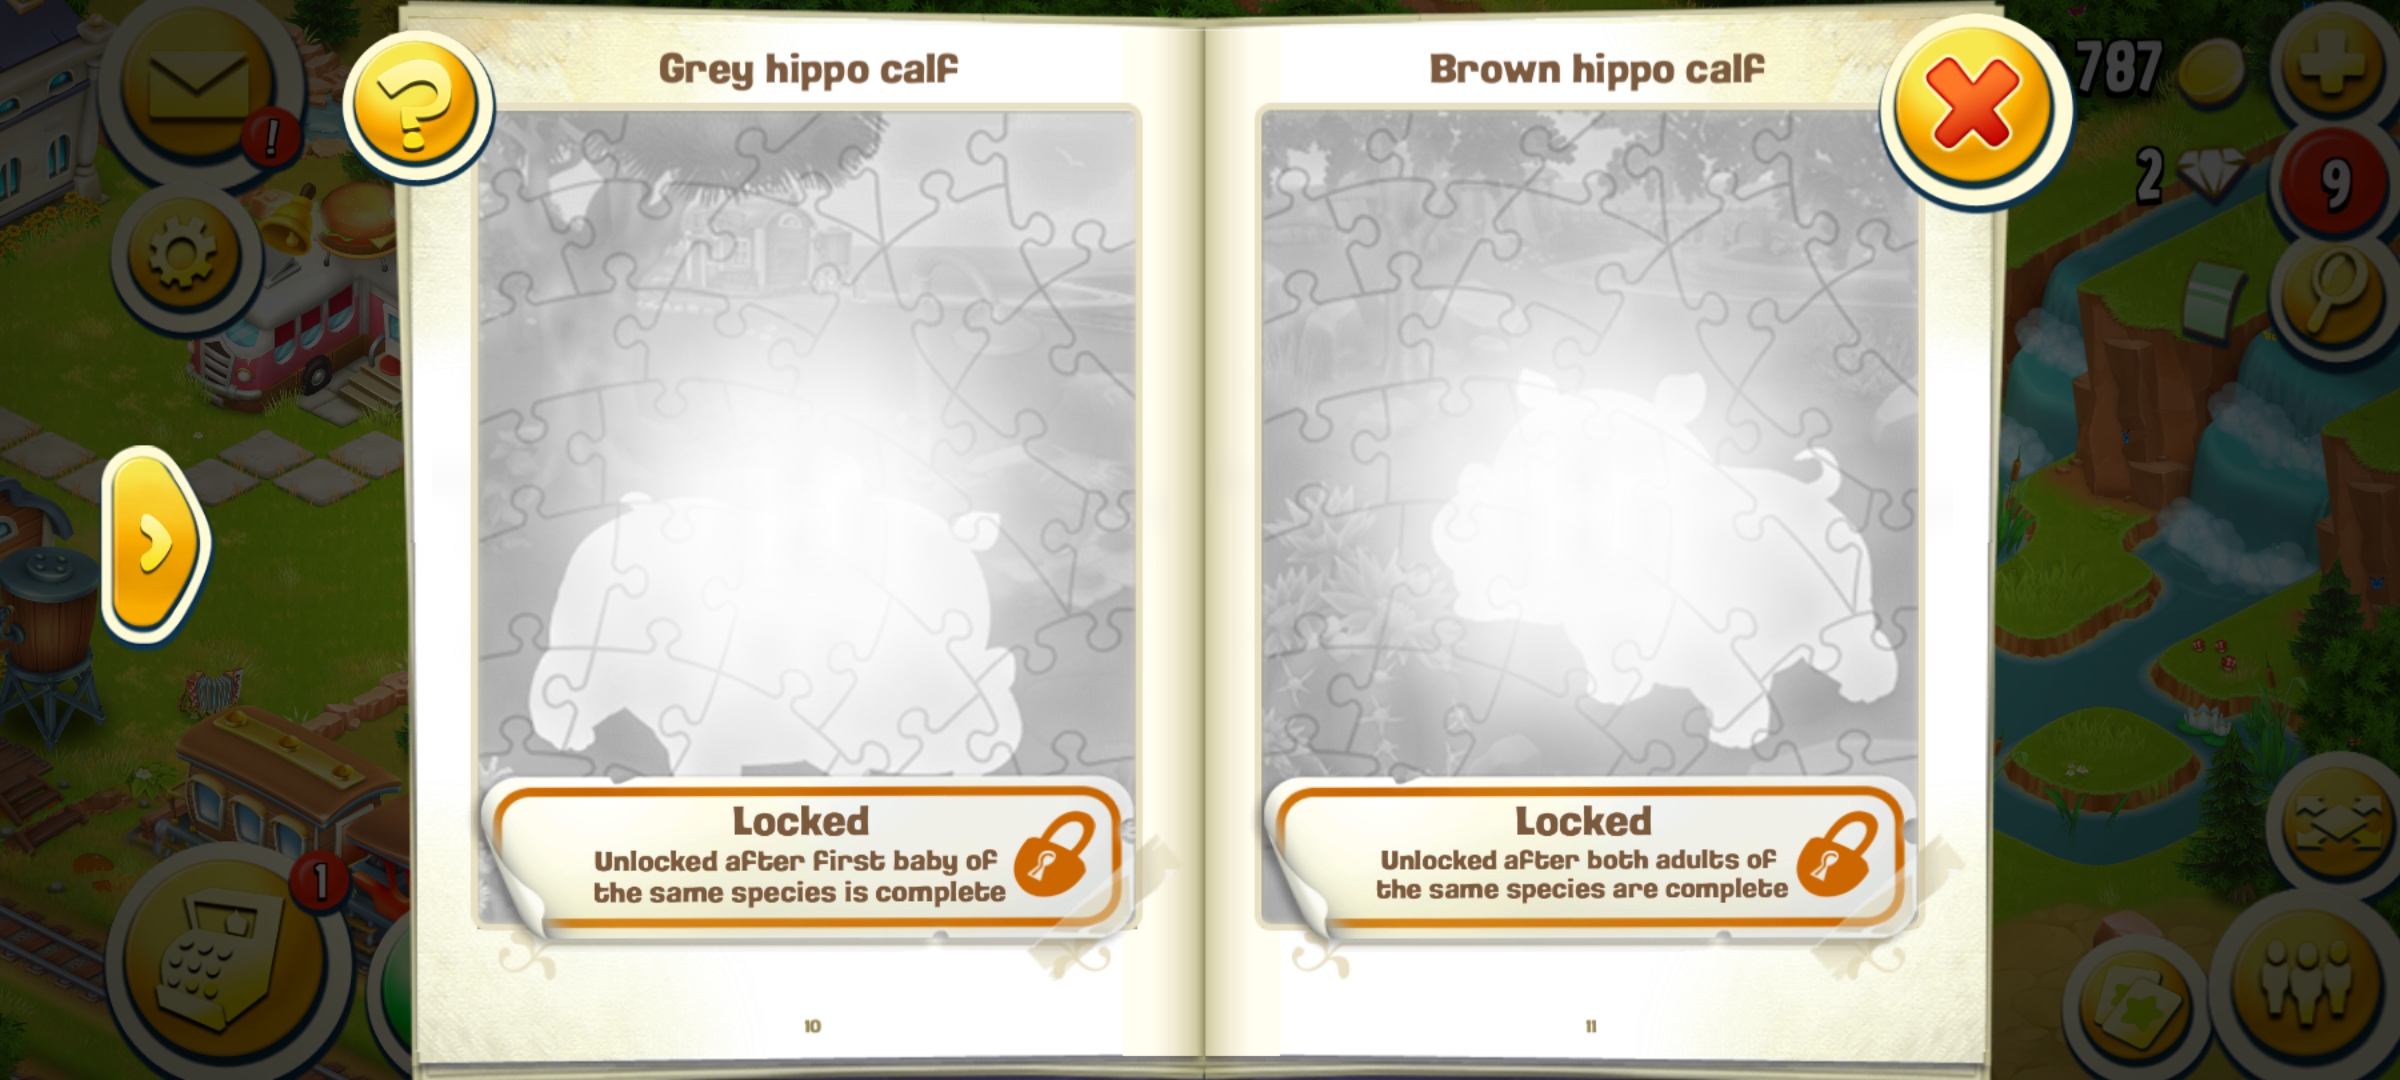 Grey hippo calf
Locked
Unlocked after first baby of
the same species is complete
10
Brown hippo calf
Locked
Unlocked after both adults of
the same species are complete
11
787
2
9
!
1